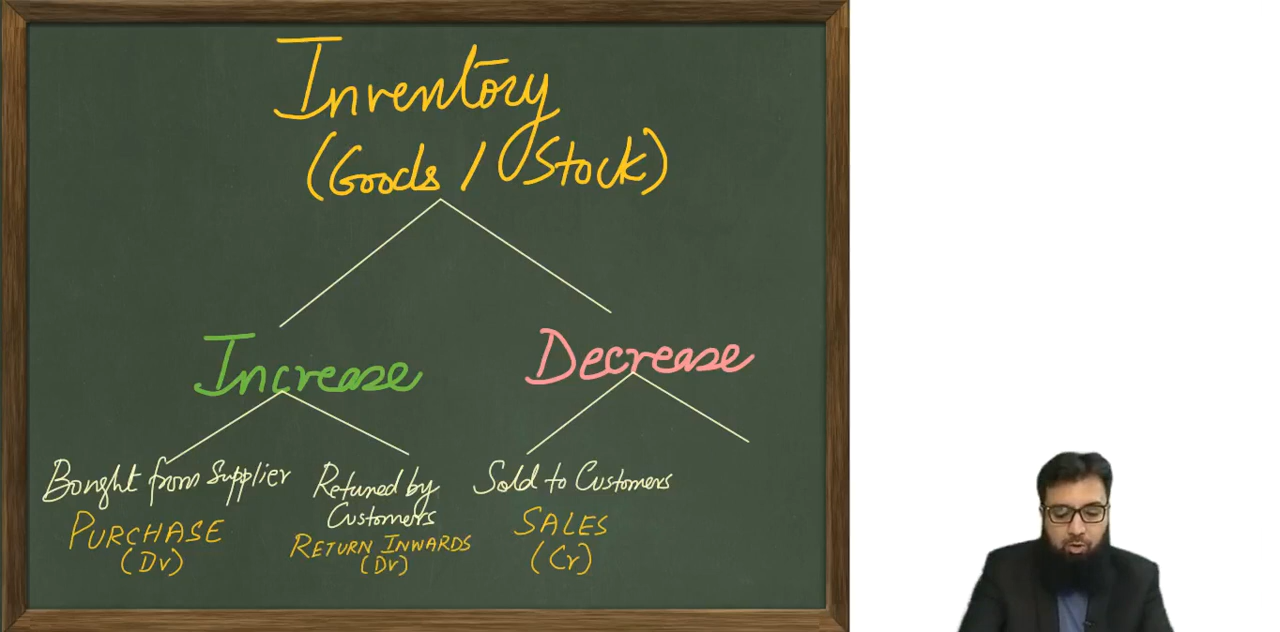 Inventory
(Goods / Stock)
Increase
Decrease
Bought from Supplier
PURCHASE
(Dr)
Retuned by
Customers
RETURN INWARDS
(Dr)
Sold to Customers
SALES
(Cr)